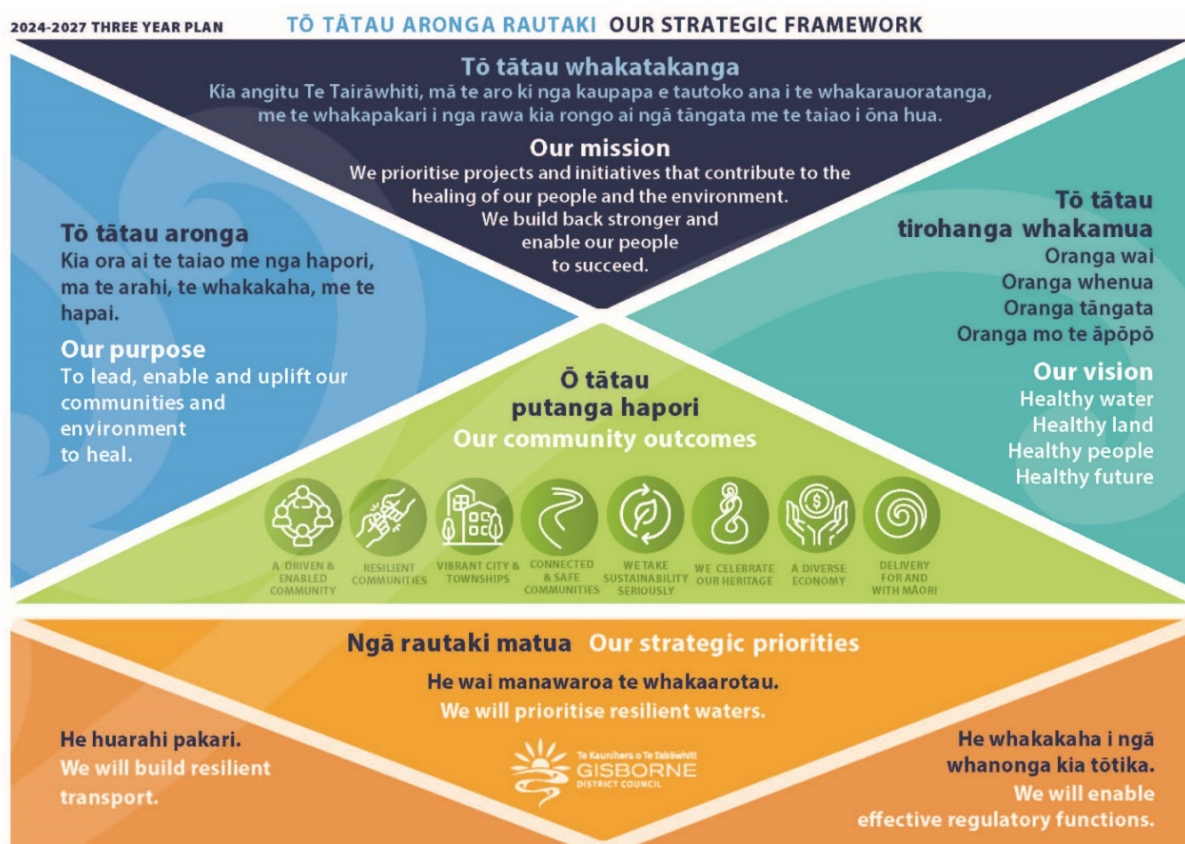 2024-2027 THREE YEAR PLAN
TŌ TĀTAU ARONGA RAUTAKI OUR STRATEGIC FRAMEWORK
Tō tātau whakatakanga
Kia angitu Te Tairāwhiti, mā te aro ki nga kaupapa e tautoko ana i te whakarauoratanga,
me te whakapakari i nga rawa kia rongo ai ngā tāngata me te taiao i ōna hua.
Our mission
We prioritise projects and initiatives that contribute to the
healing of our people and the environment.
We build back stronger and
enable our people
to succeed.
Tō tātau aronga
Kia ora ai te taiao me nga hapori,
ma te arahi, te whakakaha, me te
hapai.
Our purpose
To lead, enable and uplift our
communities and
environment
to heal.
Tō tātau
tirohanga whakamua
Oranga wai
Oranga whenua
Oranga tāngata
Oranga mo te āpōpō
Our vision
Healthy water
Healthy land
Healthy people
Healthy future
Ō tātau
putanga hapori
Our community outcomes
A DRIVEN &
ENABLED
COMMUNITY
RESILIENT
COMMUNITIES
VIBRANT CITY &
TOWNSHIPS
CONNECTED
& SAFE
COMMUNITIES
WE TAKE
SUSTAINABILITY
SERIOUSLY
WE CELEBRATE
OUR HERITAGE
A DIVERSE
ECONOMY
DELIVERY
FOR AND
WITH MĀORI
Ngā rautaki matua Our strategic priorities
He wai manawaroa te whakaarotau.
We will prioritise resilient waters.
He huarahi pakari.
We will build resilient
transport.
Te Kaunihera o Te Tairāwhiti
GISBORNE
DISTRICT COUNCIL
He whakakaha i ngā
whanonga kia tōtika.
We will enable
effective regulatory functions.